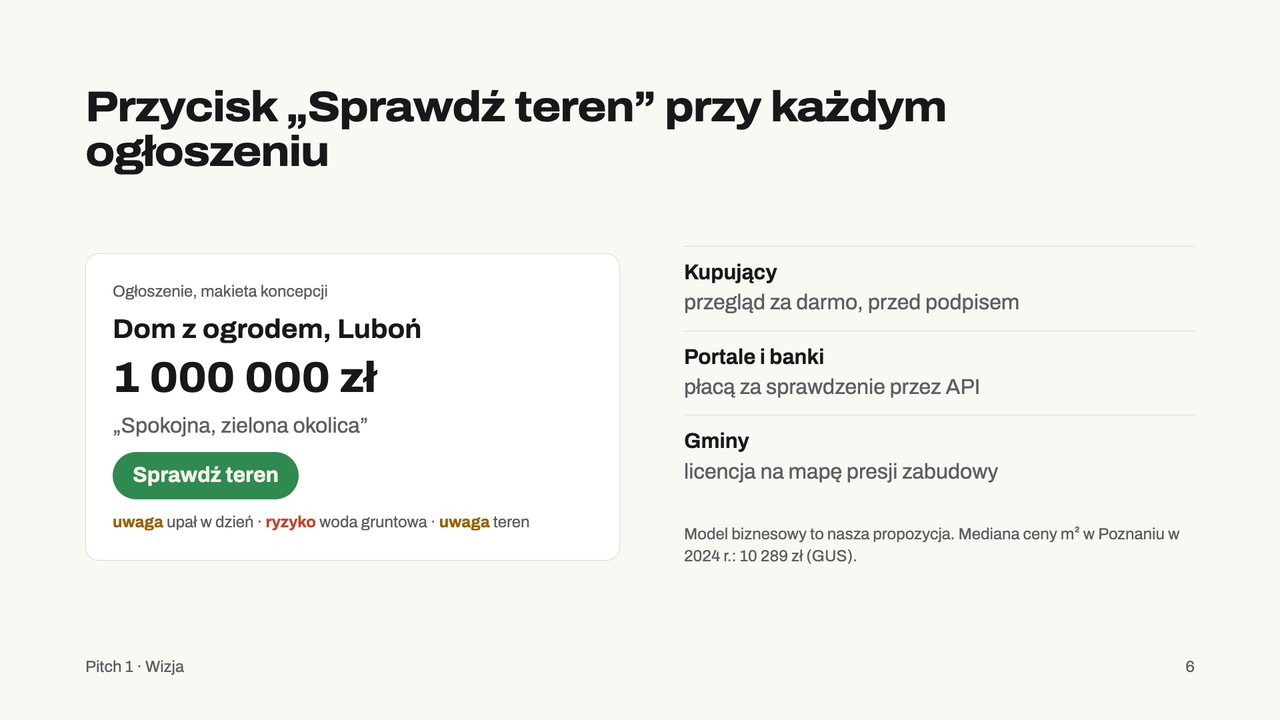 Przycisk „Sprawdź teren” przy każdym
ogłoszeniu
Ogłoszenie, makieta koncepcji
Dom z ogrodem, Luboń
1 000 000 zł
„Spokojna, zielona okolica”
Sprawdź teren
uwaga upał w dzień · ryzyko woda gruntowa · uwaga teren
Kupujący
przegląd za darmo, przed podpisem
Portale i banki
płacą za sprawdzenie przez API
Gminy
licencja na mapę presji zabudowy
Model biznesowy to nasza propozycja. Mediana ceny m² w Poznaniu w
2024 r.: 10 289 zł (GUS).
Pitch 1 · Wizja
6